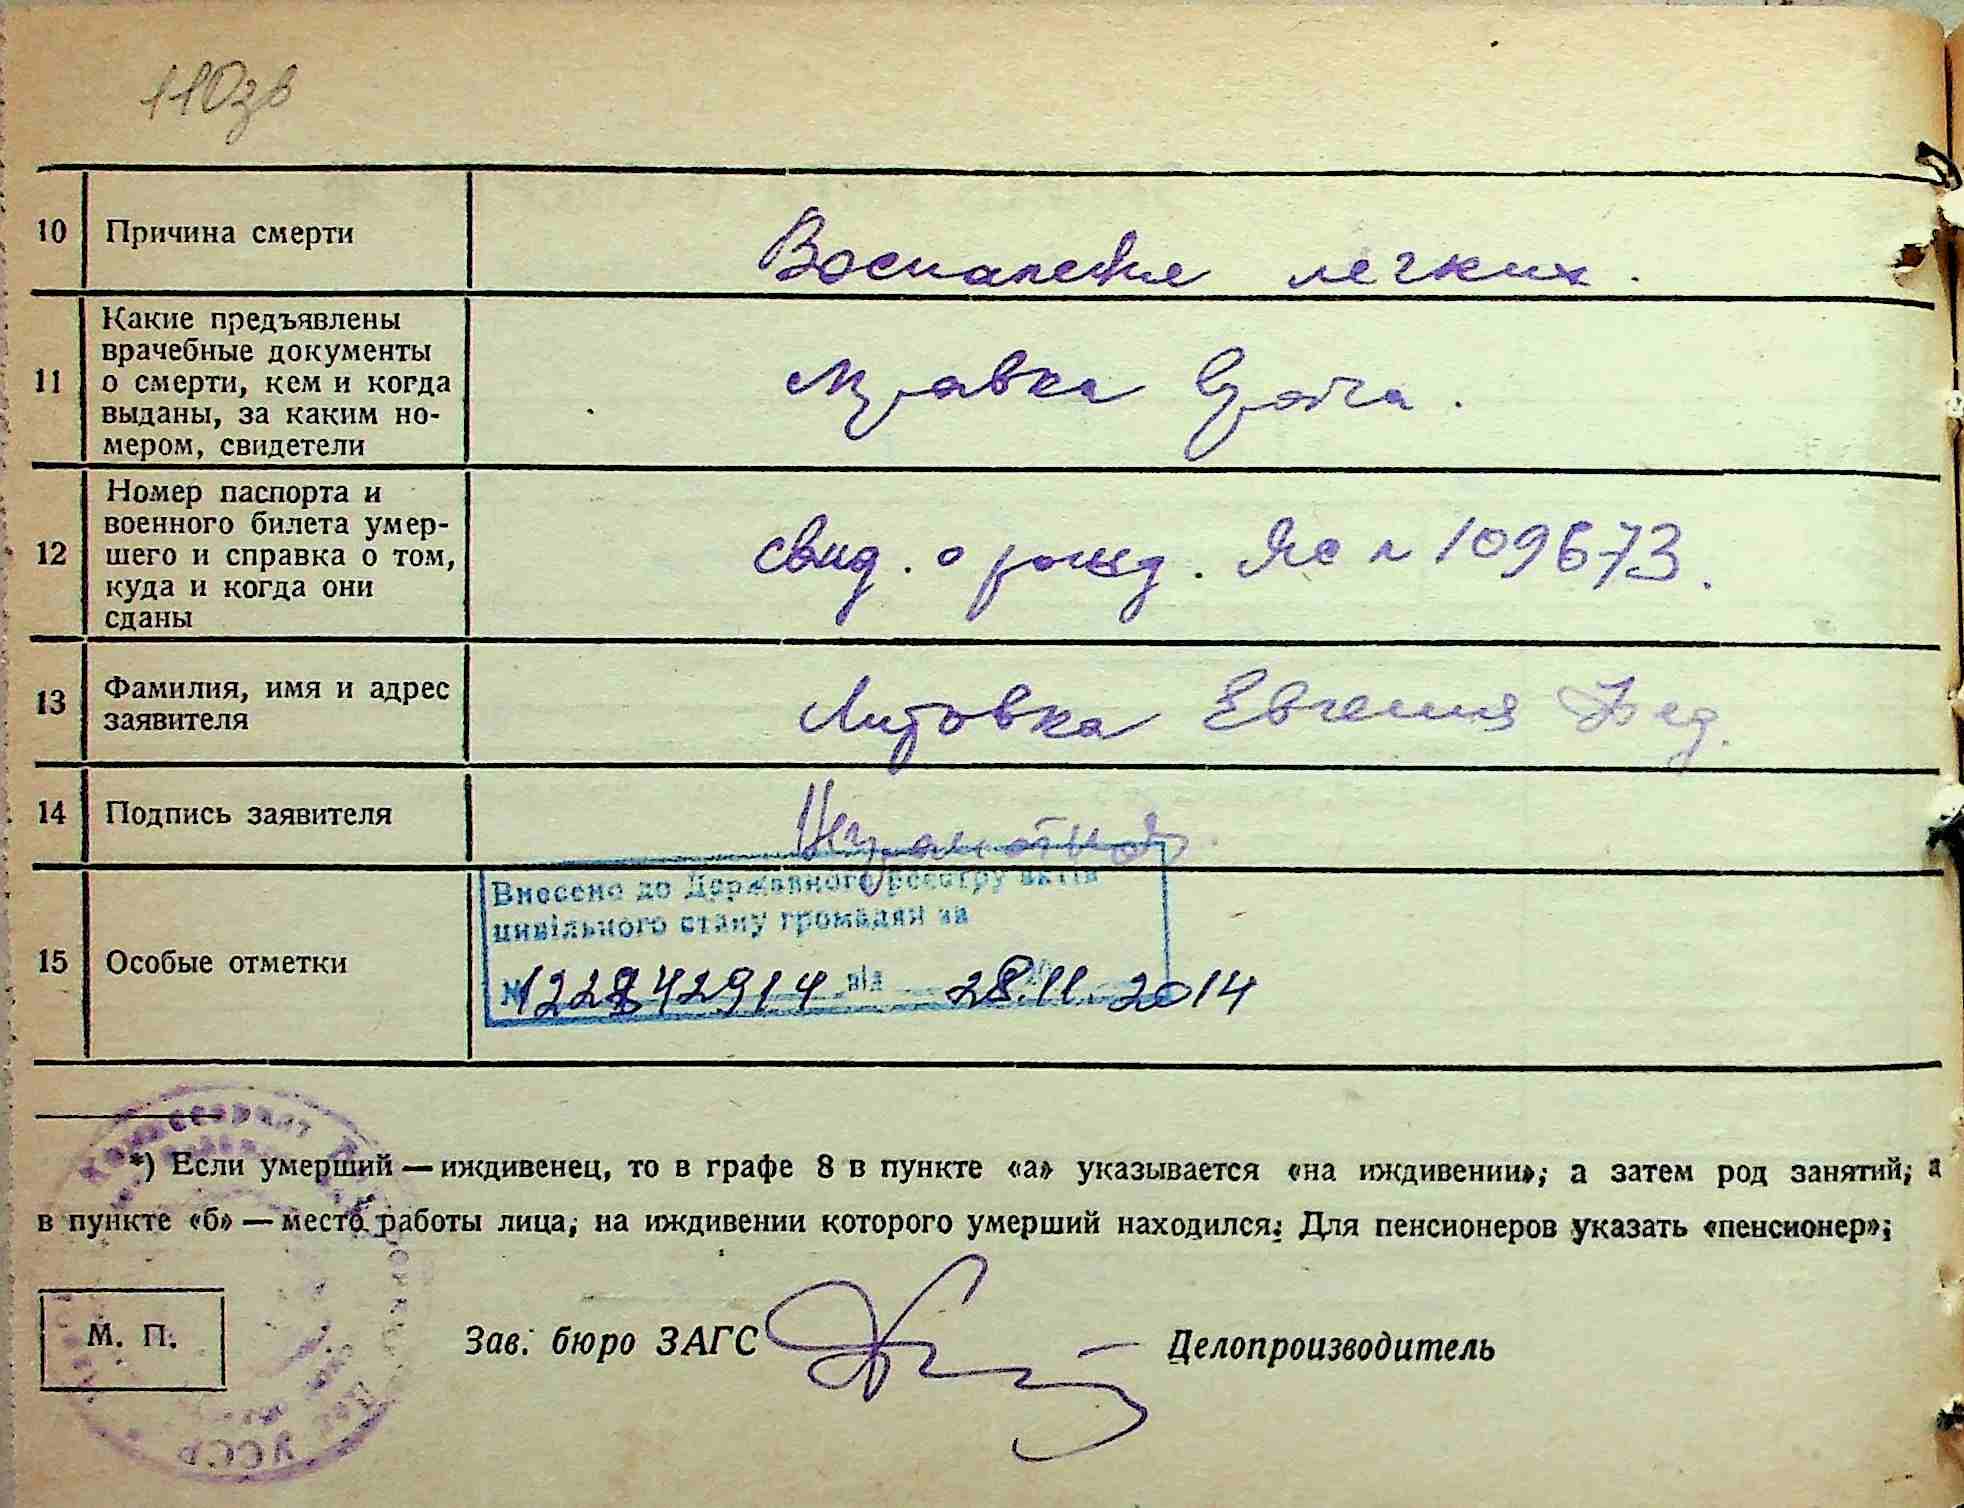 110зв
10 Причина смерти Воспаление легких.
11 Какие предъявлены
врачебные документы
о смерти, кем и когда
выданы, за каким но-
мером, свидетели
справка врача.
12 Номер паспорта и
военного билета умер-
шего и справка о том,
куда и когда они
сданы
свид. о рожд. Яс № 109673.
13 Фамилия, имя и адрес
заявителя
Литовка Евгения Фед.
14 Подпись заявителя
15 Особые отметки
Внесено до Державного реєстру актів
цивільного стану громадян за
№ від 28.11.2014
*) Если умерший — иждивенец, то в графе 8 в пункте «а» указывается «на иждивении»; а затем род занятий; а
в пункте «б» — место работы лица; на иждивении которого умерший находился: Для пенсионеров указать «пенсионер»;
М. П. Зав. бюро ЗАГС Делопроизводитель
УССР